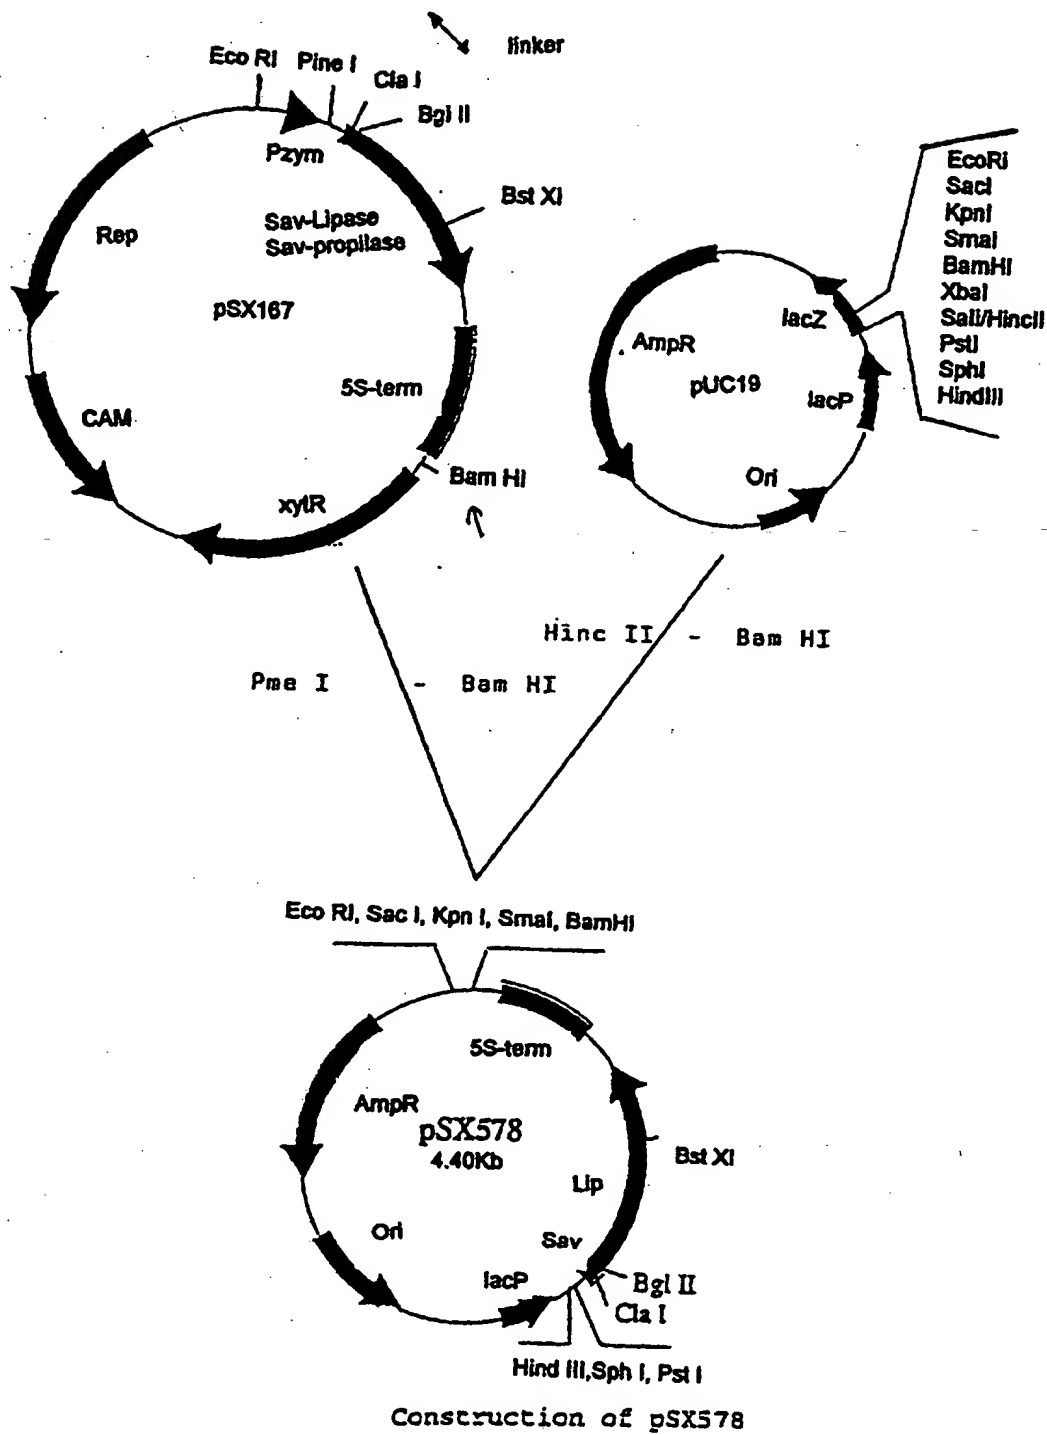 linker
Eco RI
Pme I
Cla I
Bgl II
Pzym
Bst XI
Sav-Lipase
Sav-proplilase
Rep
pSX167
5S-term
CAM
Bam HI
xylR
EcoRI
SacI
KpnI
SmaI
BamHI
XbaI
SalI/HincII
PstI
SphI
HindIII
lacZ
AmpR
pUC19
lacP
Ori
Hinc II - Bam HI
Pme I - Bam HI
Eco RI, Sac I, Kpn I, SmaI, BamHI
5S-term
AmpR
pSX578
4.40Kb
Bst XI
Lip
Ori
Sav
lacP
Bgl II
Cla I
Hind III,Sph I, Pst I
Construction of pSX578